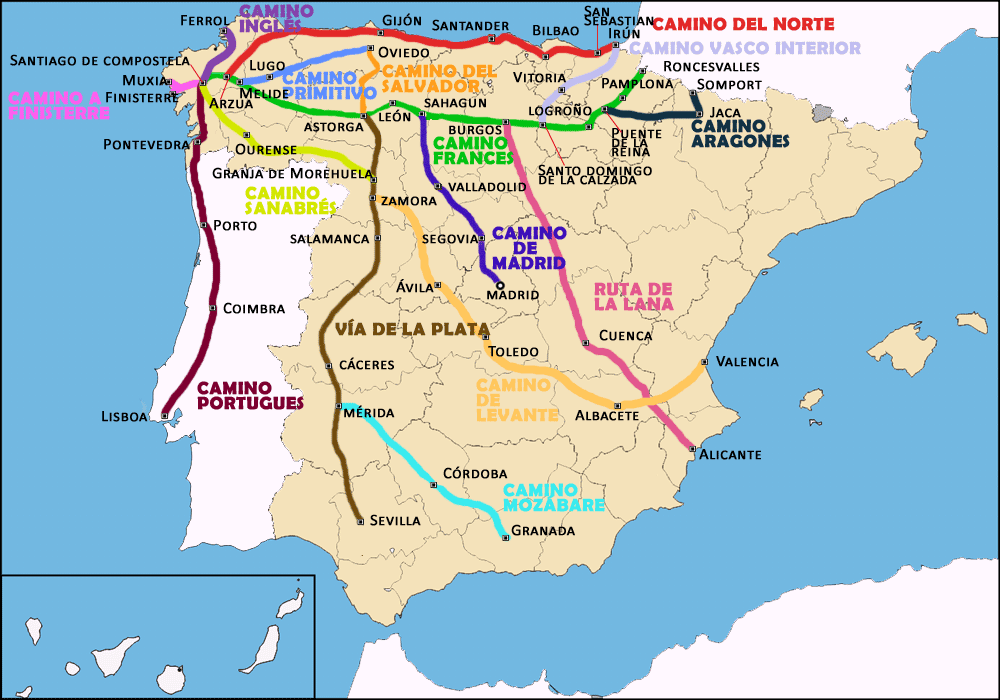 FERROL
CAMINO
INGLÉS
GIJÓN
SANTANDER
BILBAO
SAN
SEBASTIAN
IRÚN
CAMINO DEL NORTE
CAMINO VASCO INTERIOR
SANTIAGO DE COMPOSTELA
LUGO
OVIEDO
RONCESVALLES
MUXIA
FINISTERRE
CAMINO A
FINISTERRE
ARZUA
MELIDE
CAMINO
PRIMITIVO
CAMINO DEL
SALVADOR
VITORIA
PAMPLONA
SOMPORT
ASTORGA
LEÓN
SAHAGUN
BURGOS
LOGROÑO
PUENTE
DE LA
REINA
JACA
CAMINO
ARAGONES
PONTEVEDRA
OURENSE
CAMINO
FRANCES
SANTO DOMINGO
DE LA CALZADA
GRANJA DE MOREHUELA
CAMINO
SANABRÉS
ZAMORA
VALLADOLID
PORTO
SALAMANCA
SEGOVIA
CAMINO
DE
MADRID
MADRID
ÁVILA
RUTA DE
LA LANA
COIMBRA
VÍA DE LA PLATA
TOLEDO
CUENCA
VALENCIA
CÁCERES
CAMINO
PORTUGUES
CAMINO
DE
LEVANTE
LISBOA
MÉRIDA
ALBACETE
ALICANTE
CÓRDOBA
CAMINO
MOZÁBARE
SEVILLA
GRANADA